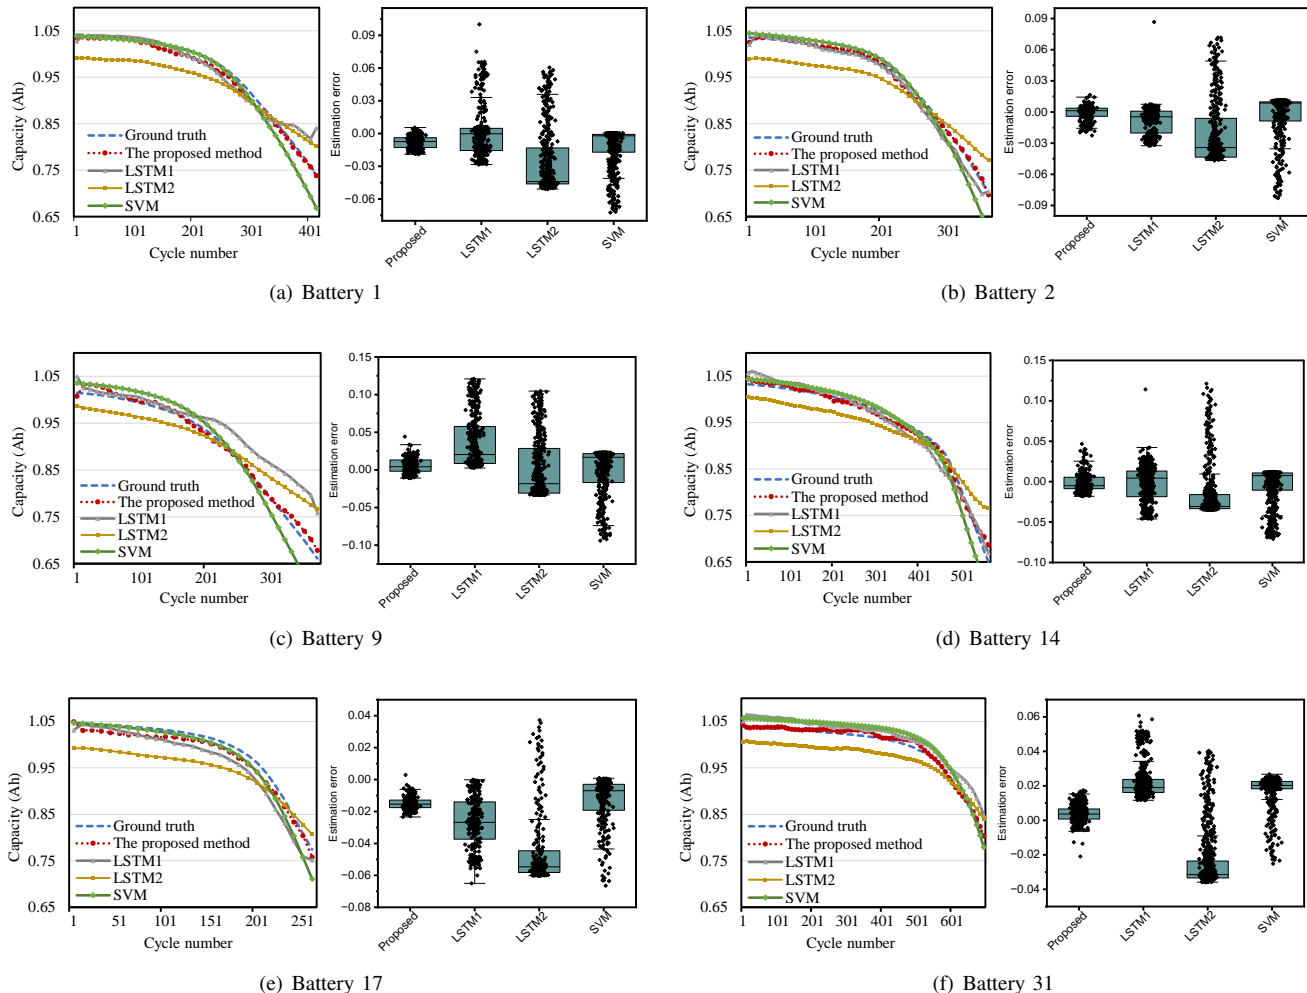 1.05
0.95
0.85
0.75
0.65
Capacity (Ah)
Ground truth
The proposed method
LSTM1
LSTM2
SVM
1 101 201 301 401
Cycle number
0.09
0.06
0.03
0.00
−0.03
−0.06
Estimation error
Proposed
LSTM1
LSTM2
SVM
(a) Battery 1
1.05
0.95
0.85
0.75
0.65
Capacity (Ah)
Ground truth
The proposed method
LSTM1
LSTM2
SVM
1 101 201 301
Cycle number
0.09
0.06
0.03
0.00
−0.03
−0.06
−0.09
Estimation error
Proposed
LSTM1
LSTM2
SVM
(b) Battery 2
1.05
0.95
0.85
0.75
0.65
Capacity (Ah)
Ground truth
The proposed method
LSTM1
LSTM2
SVM
1 101 201 301
Cycle number
0.15
0.10
0.05
0.00
−0.05
−0.10
Estimation error
Proposed
LSTM1
LSTM2
SVM
(c) Battery 9
1.05
0.95
0.85
0.75
0.65
Capacity (Ah)
Ground truth
The proposed method
LSTM1
LSTM2
SVM
1 101 201 301 401 501
Cycle number
0.15
0.10
0.05
0.00
−0.05
−0.10
Estimation error
Proposed
LSTM1
LSTM2
SVM
(d) Battery 14
1.05
0.95
0.85
0.75
0.65
Capacity (Ah)
Ground truth
The proposed method
LSTM1
LSTM2
SVM
1 51 101 151 201 251
Cycle number
0.04
0.02
0.00
−0.02
−0.04
−0.06
−0.08
Estimation error
Proposed
LSTM1
LSTM2
SVM
(e) Battery 17
1.05
0.95
0.85
0.75
0.65
Capacity (Ah)
Ground truth
The proposed method
LSTM1
LSTM2
SVM
1 101 201 301 401 501 601
Cycle number
0.06
0.04
0.02
0.00
−0.02
−0.04
Estimation error
Proposed
LSTM1
LSTM2
SVM
(f) Battery 31